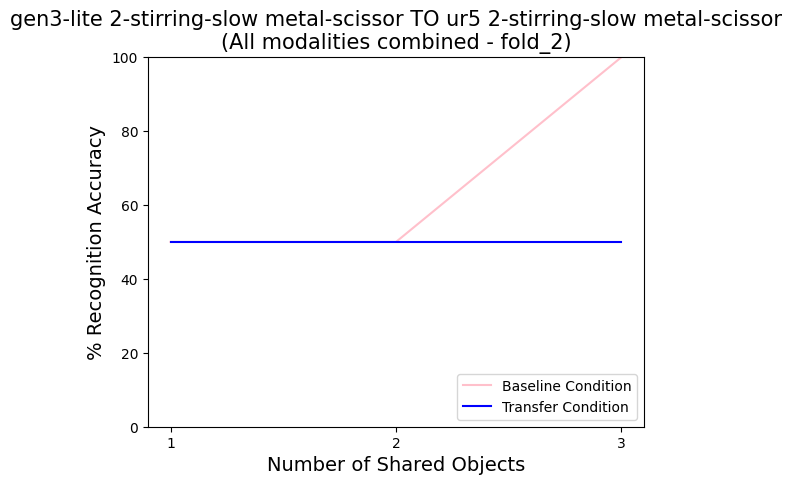 gen3-lite 2-stirring-slow metal-scissor TO ur5 2-stirring-slow metal-scissor
(All modalities combined - fold_2)
% Recognition Accuracy
100
80
60
40
20
0
1
2
3
Number of Shared Objects
Baseline Condition
Transfer Condition